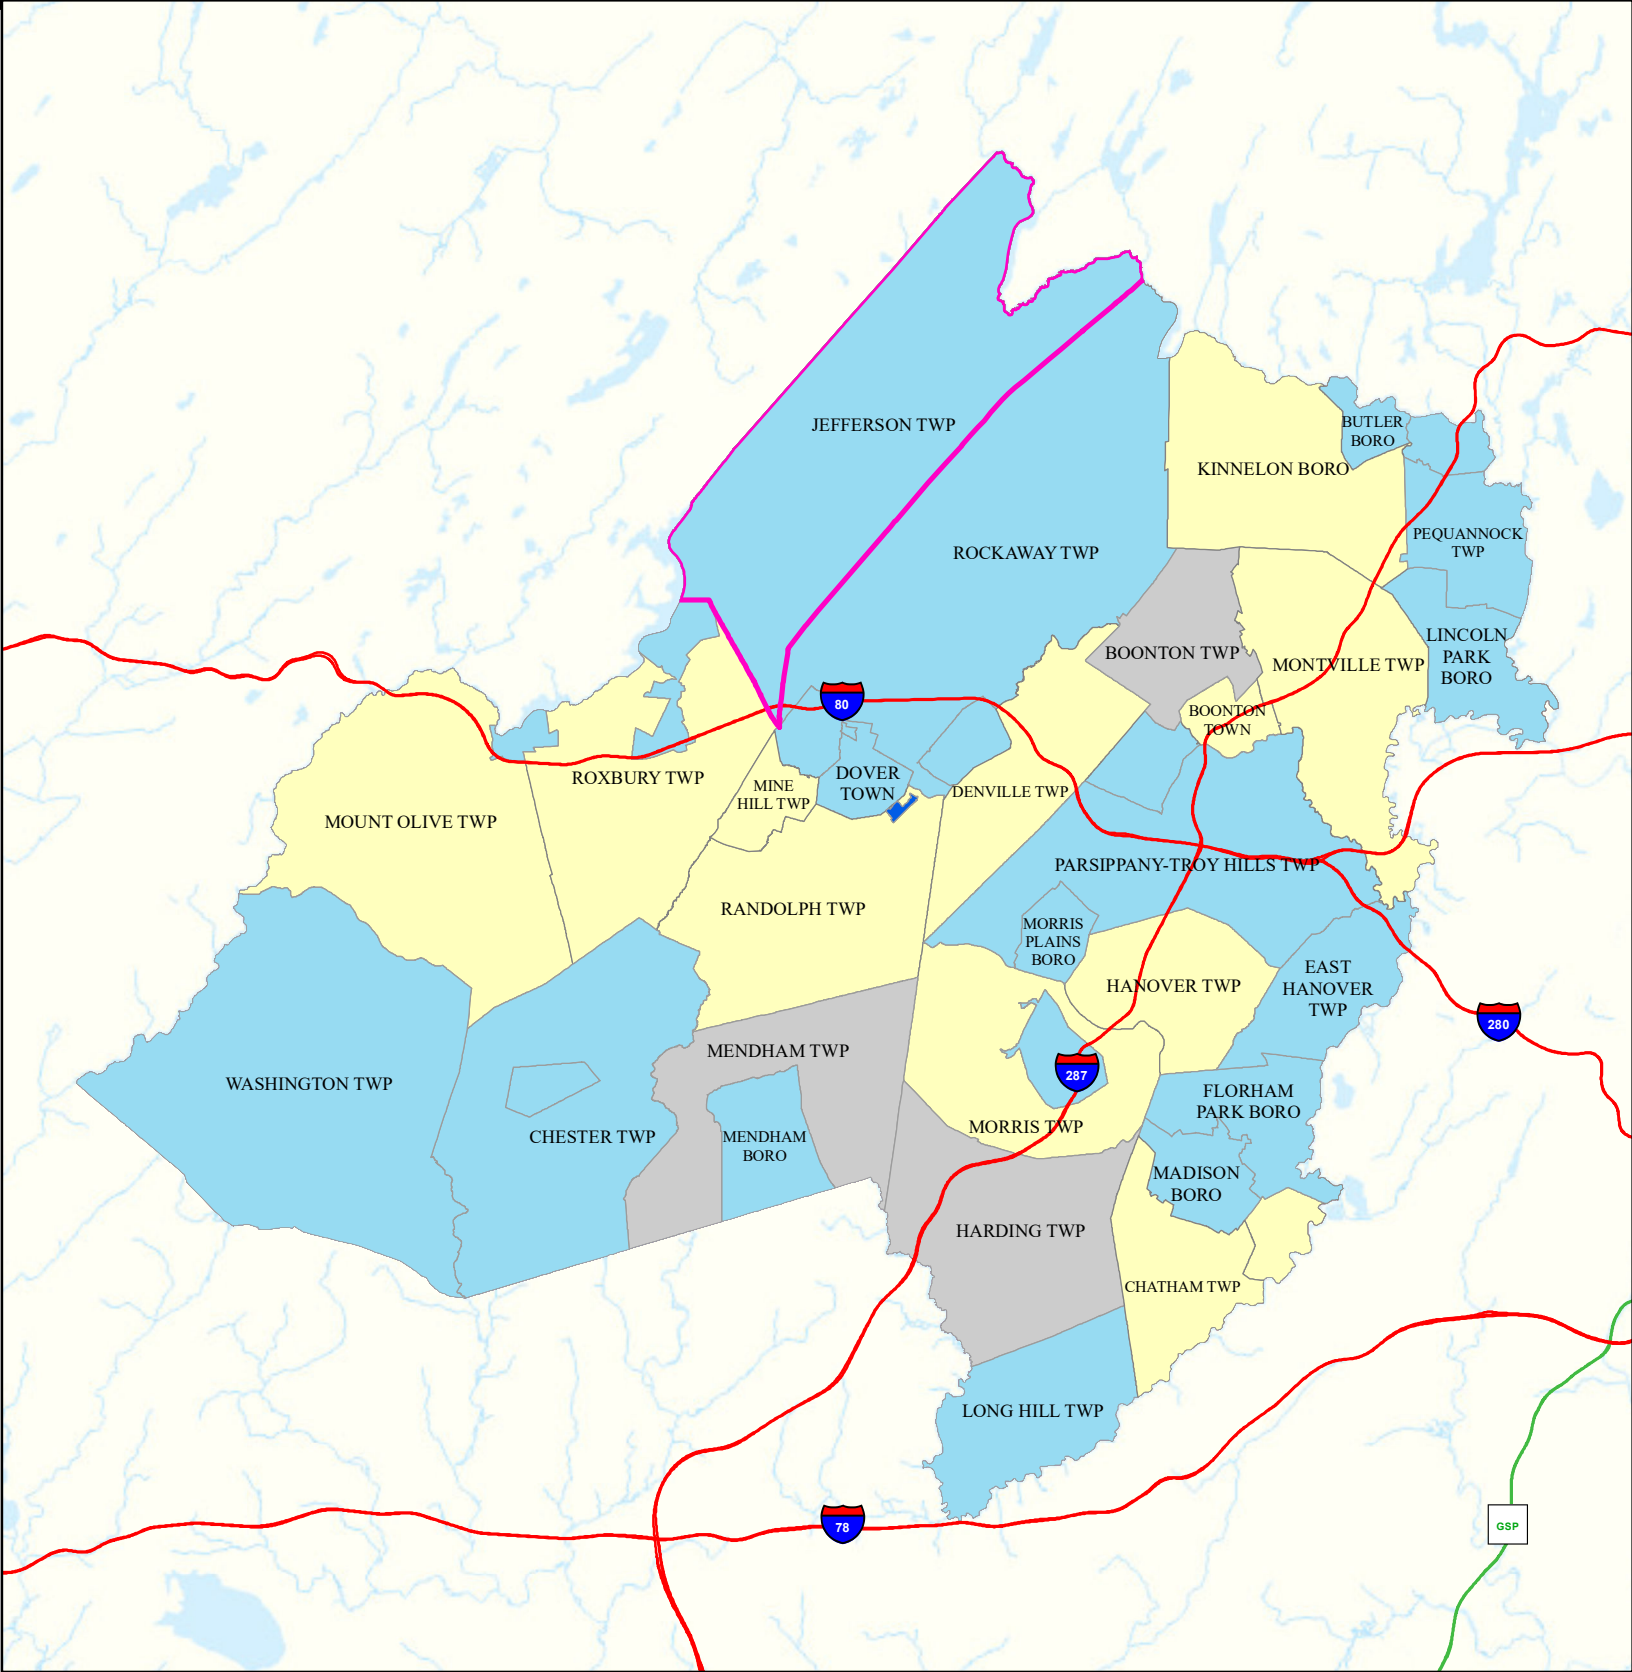 JEFFERSON TWP
BUTLER
BORO
KINNELON BORO
PEQUANNOCK
TWP
ROCKAWAY TWP
LINCOLN
PARK
BORO
BOONTON TWP
MONTVILLE TWP
80
BOONTON
TOWN
ROXBURY TWP
MINE
HILL TWP
DOVER
TOWN
DENVILLE TWP
MOUNT OLIVE TWP
PARSIPPANY-TROY HILLS TWP
RANDOLPH TWP
MORRIS
PLAINS
BORO
HANOVER TWP
EAST
HANOVER
TWP
280
MENDHAM TWP
287
WASHINGTON TWP
FLORHAM
PARK BORO
CHESTER TWP
MENDHAM
BORO
MORRIS TWP
MADISON
BORO
HARDING TWP
CHATHAM TWP
LONG HILL TWP
78
GSP